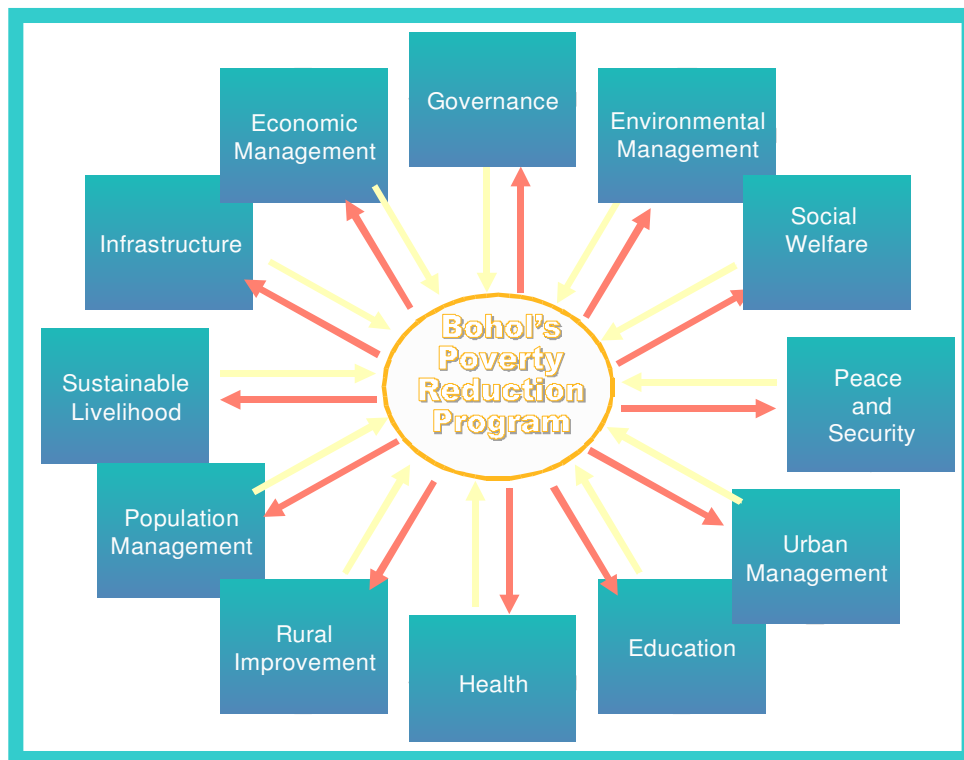 Governance
Economic
Management
Environmental
Management
Infrastructure
Social
Welfare
Bohol's
Poverty
Reduction
Program
Sustainable
Livelihood
Peace
and
Security
Population
Management
Urban
Management
Rural
Improvement
Education
Health